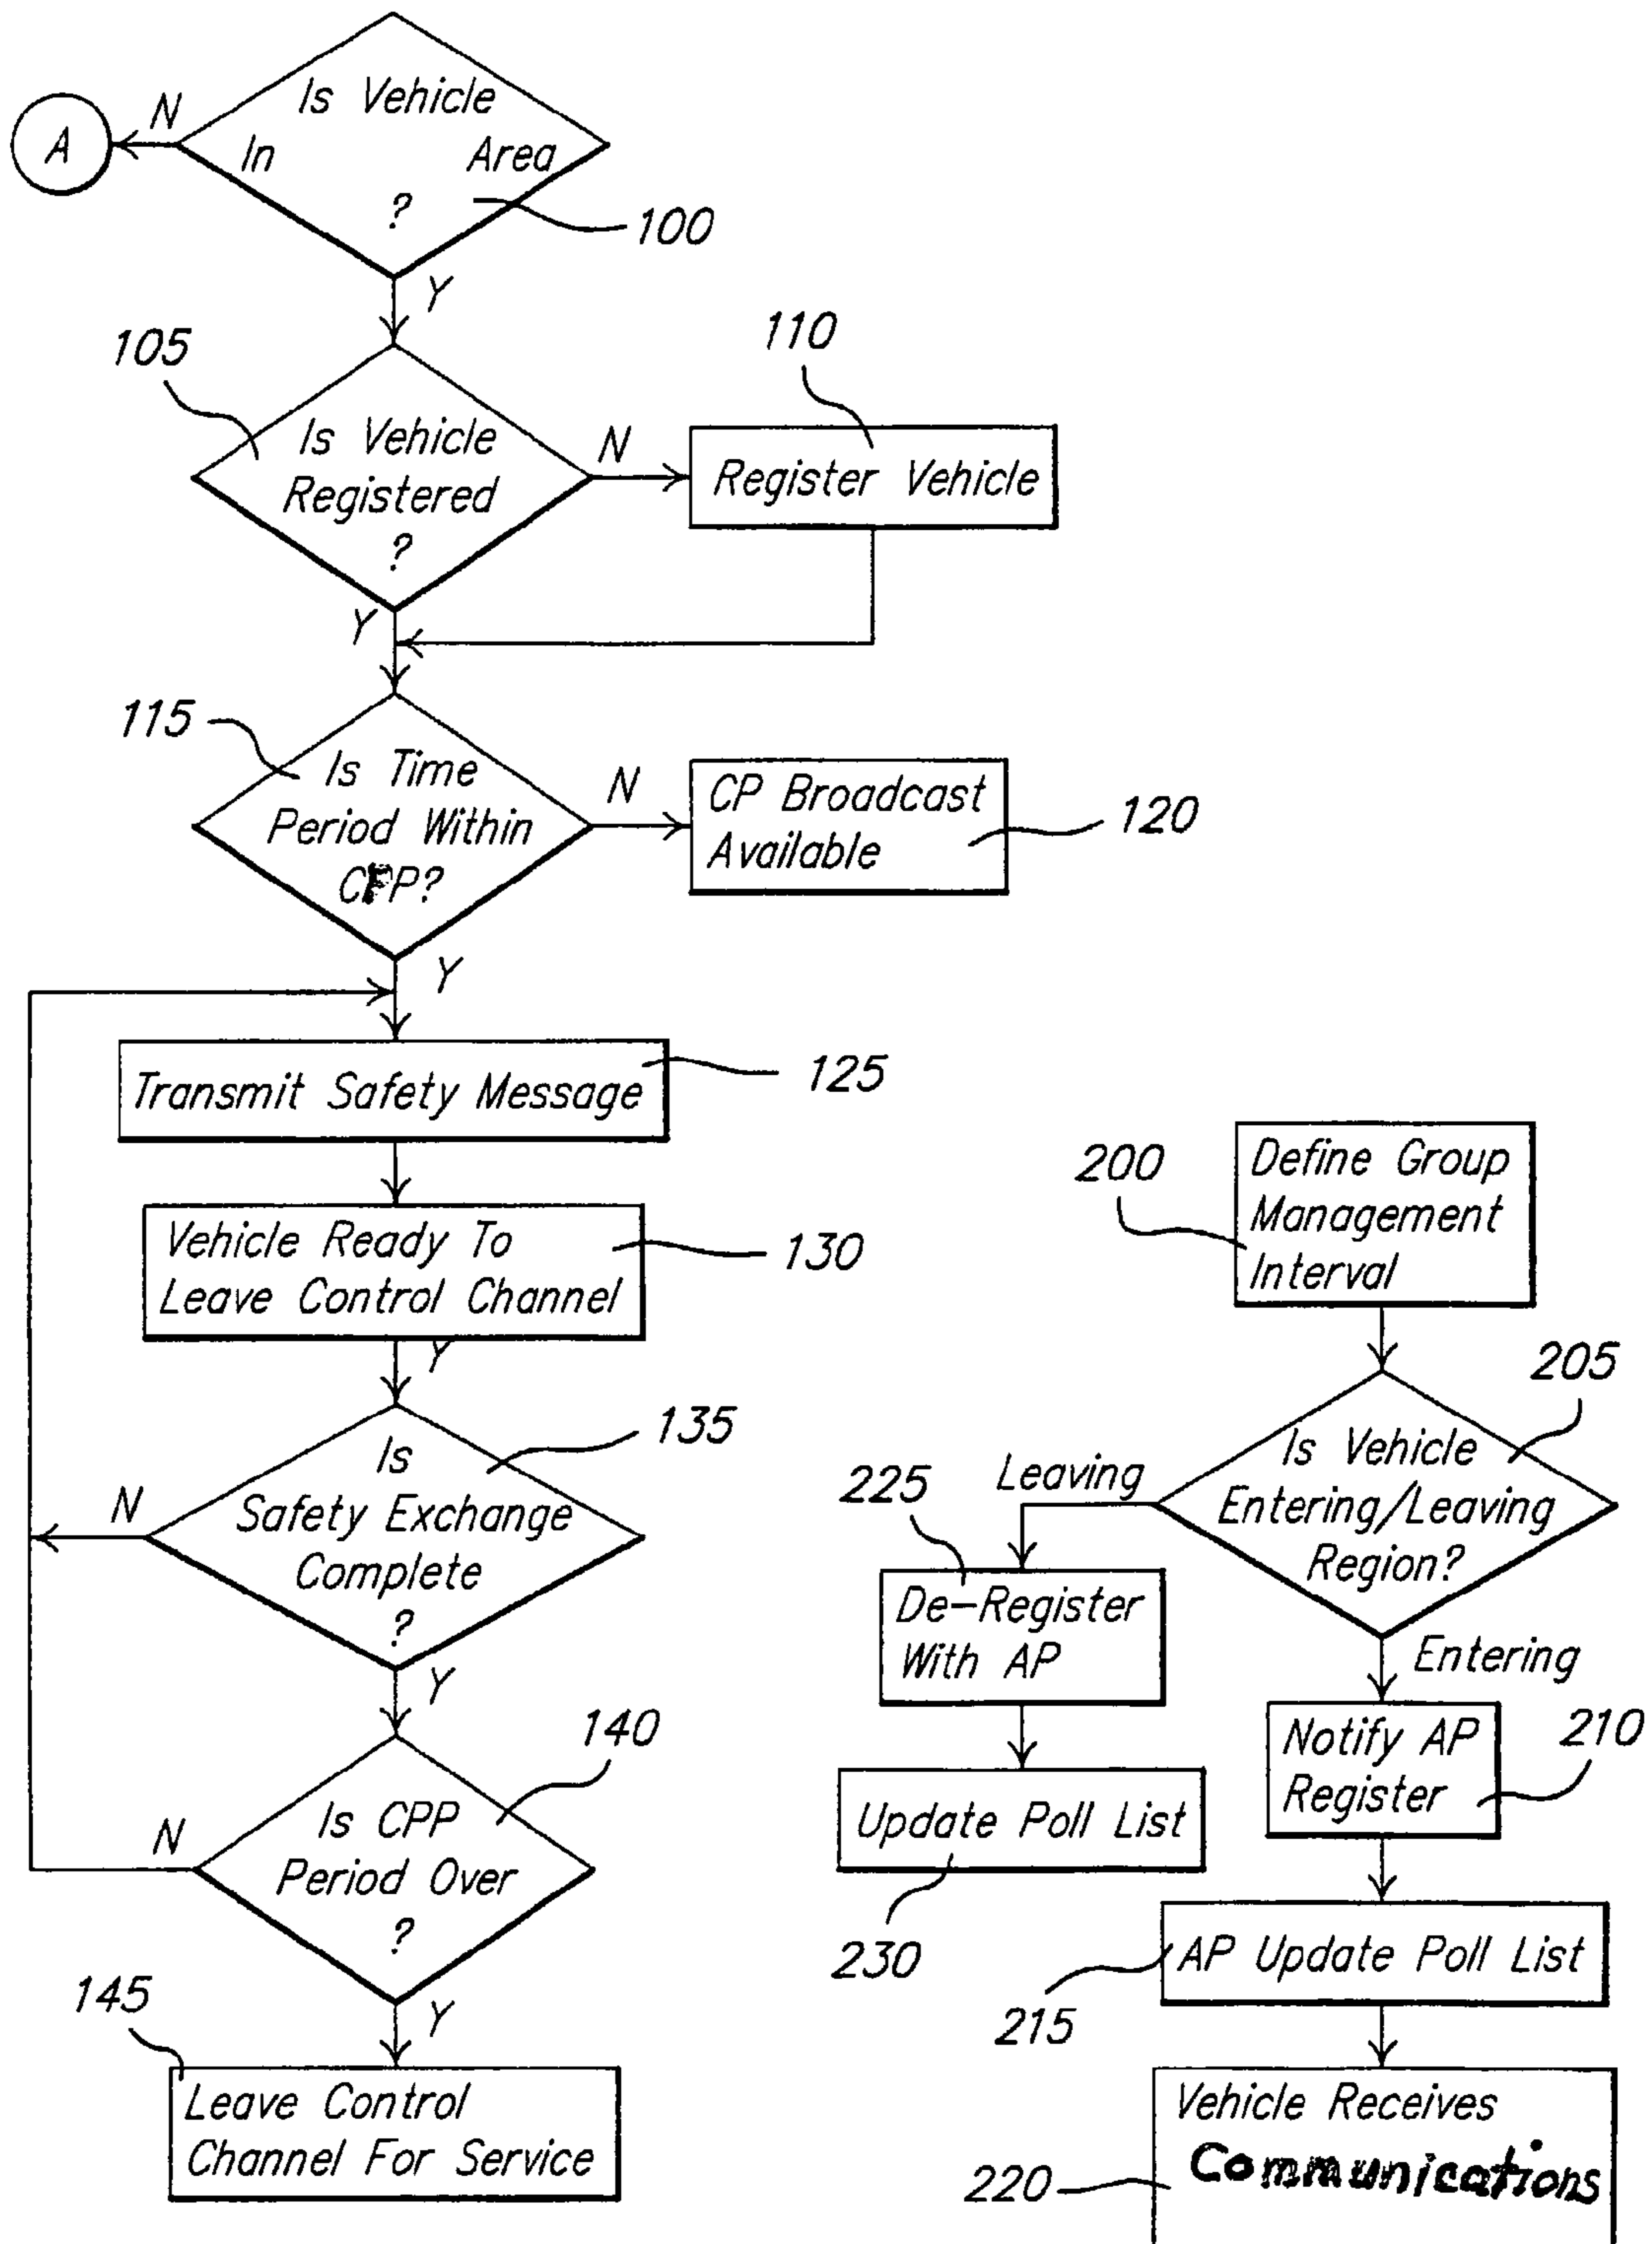 Is Vehicle
In Area
?
100
N
A
Y
105
Is Vehicle
Registered
?
N
110
Register Vehicle
Y
115
Is Time
Period Within
CFP?
N
CP Broadcast
Available
120
Y
Transmit Safety Message
125
Vehicle Ready To
Leave Control Channel
130
Y
135
Is
Safety Exchange
Complete
?
N
Y
140
Is CPP
Period Over
?
N
Y
145
Leave Control
Channel For Service
200
Define Group
Management
Interval
205
Is Vehicle
Entering/Leaving
Region?
Leaving
225
De-Register
With AP
Update Poll List
230
Entering
Notify AP
Register
210
AP Update Poll List
215
Vehicle Receives
Communications
220